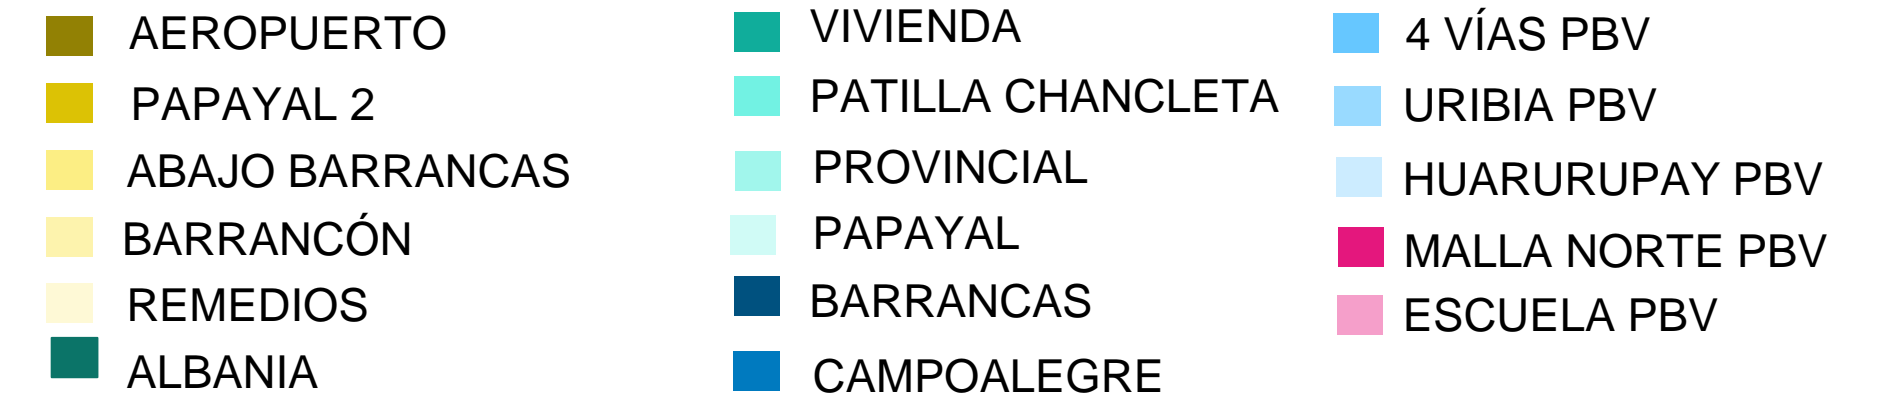 AEROPUERTO
PAPAYAL 2
ABAJO BARRANCAS
BARRANCÓN
REMEDIOS
ALBANIA
VIVIENDA
PATILLA CHANCLETA
PROVINCIAL
PAPAYAL
BARRANCAS
CAMPOALEGRE
4 VÍAS PBV
URIBIA PBV
HUARURUPAY PBV
MALLA NORTE PBV
ESCUELA PBV